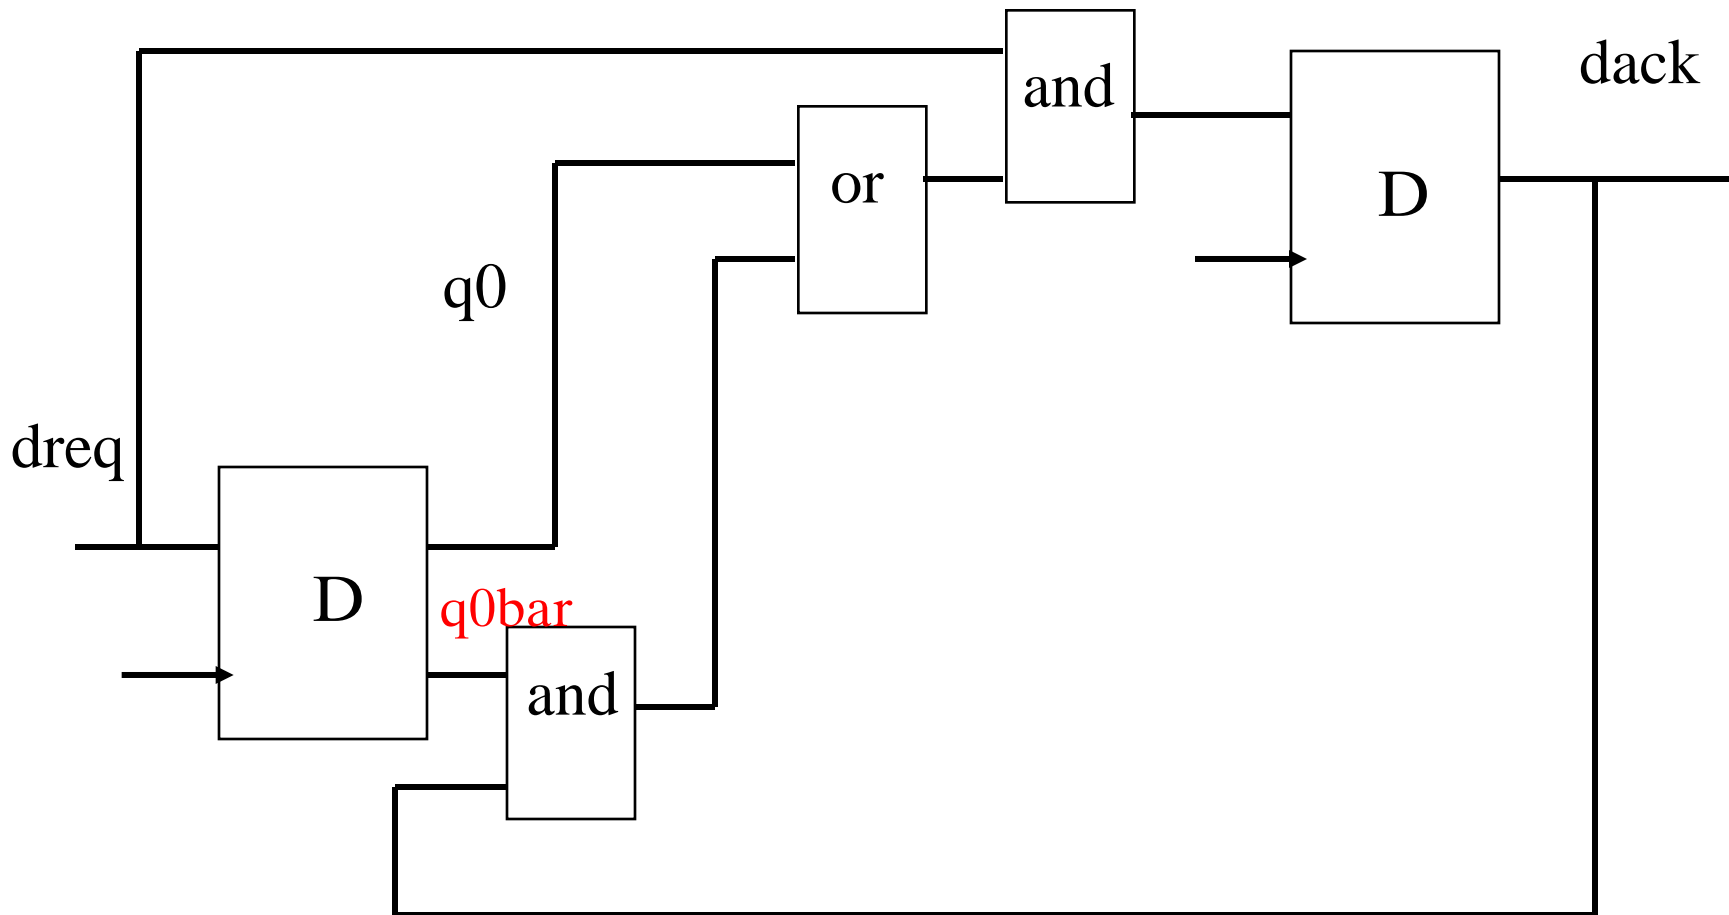 dack
and
or
D
q0
dreq
D
q0bar
and